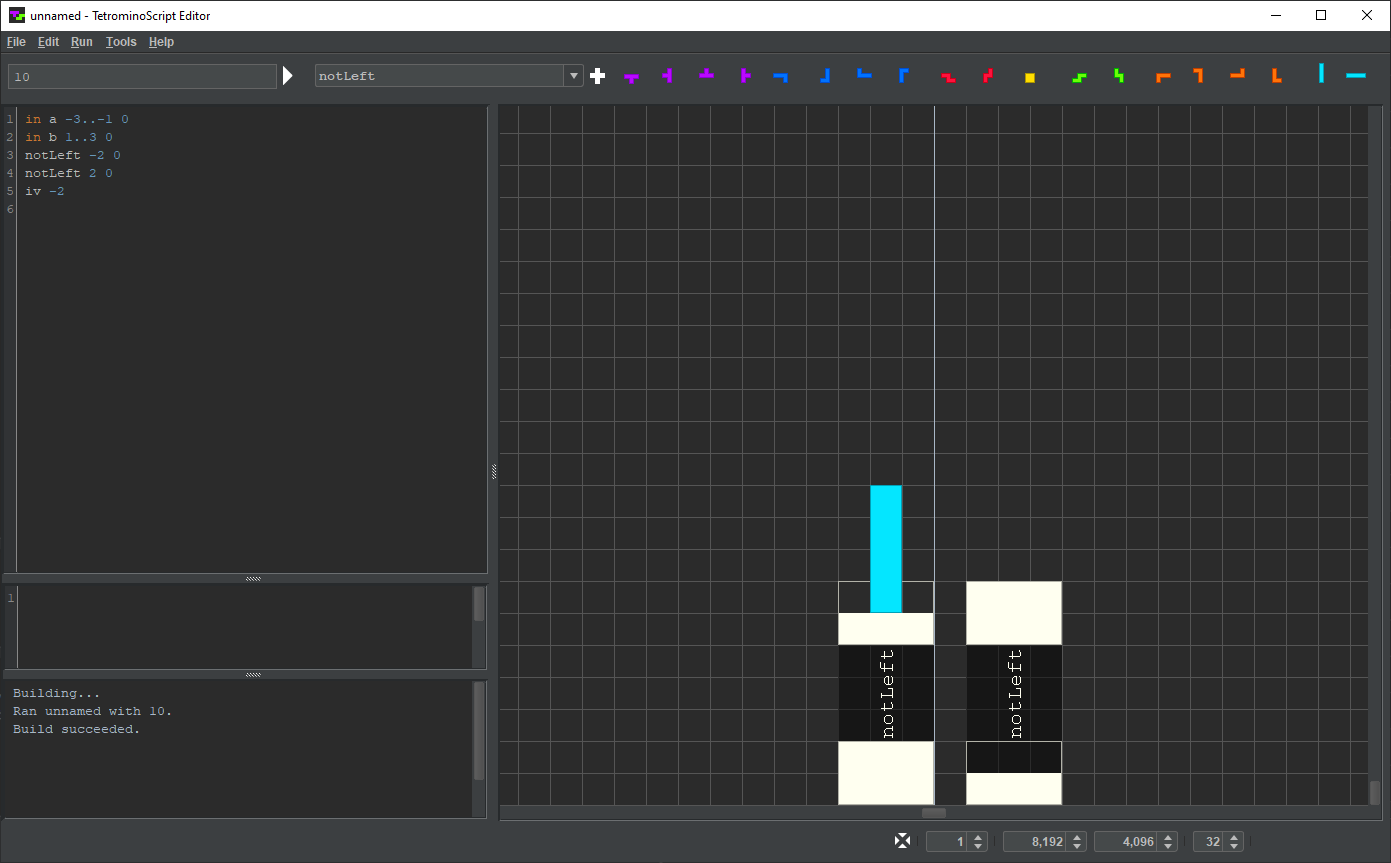 unnamed - TetrominoScript Editor
File Edit Run Tools Help
10 notLeft
1 in a -3..-1 0
2 in b 1..3 0
3 notLeft -2 0
4 notLeft 2 0
5 iv -2
6
1
Building...
Ran unnamed with 10.
Build succeeded.
notLeft notLeft
1 8,192 4,096 32